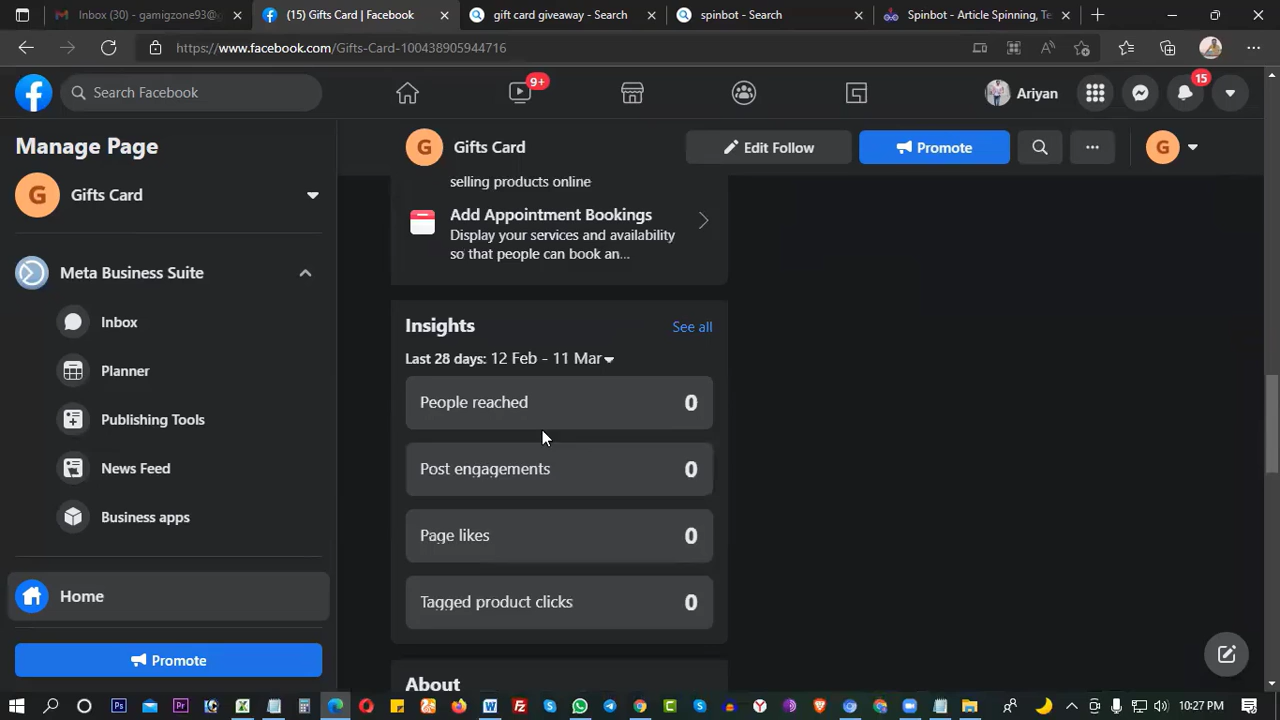 Inbox (30) - gamigzone93@g
(15) Gifts Card | Facebook
gift card giveaway - Search
spinbot - Search
Spinbot - Article Spinning, Te
https://www.facebook.com/Gifts-Card-100438905944716
Search Facebook
9+
Ariyan
15
Manage Page
G
Gifts Card
Edit Follow
Promote
G
G
Gifts Card
selling products online
Add Appointment Bookings
Display your services and availability
so that people can book an...
Meta Business Suite
Inbox
Planner
Publishing Tools
News Feed
Business apps
Home
Promote
Insights
See all
Last 28 days: 12 Feb - 11 Mar
People reached 0
Post engagements 0
Page likes 0
Tagged product clicks 0
About
10:27 PM